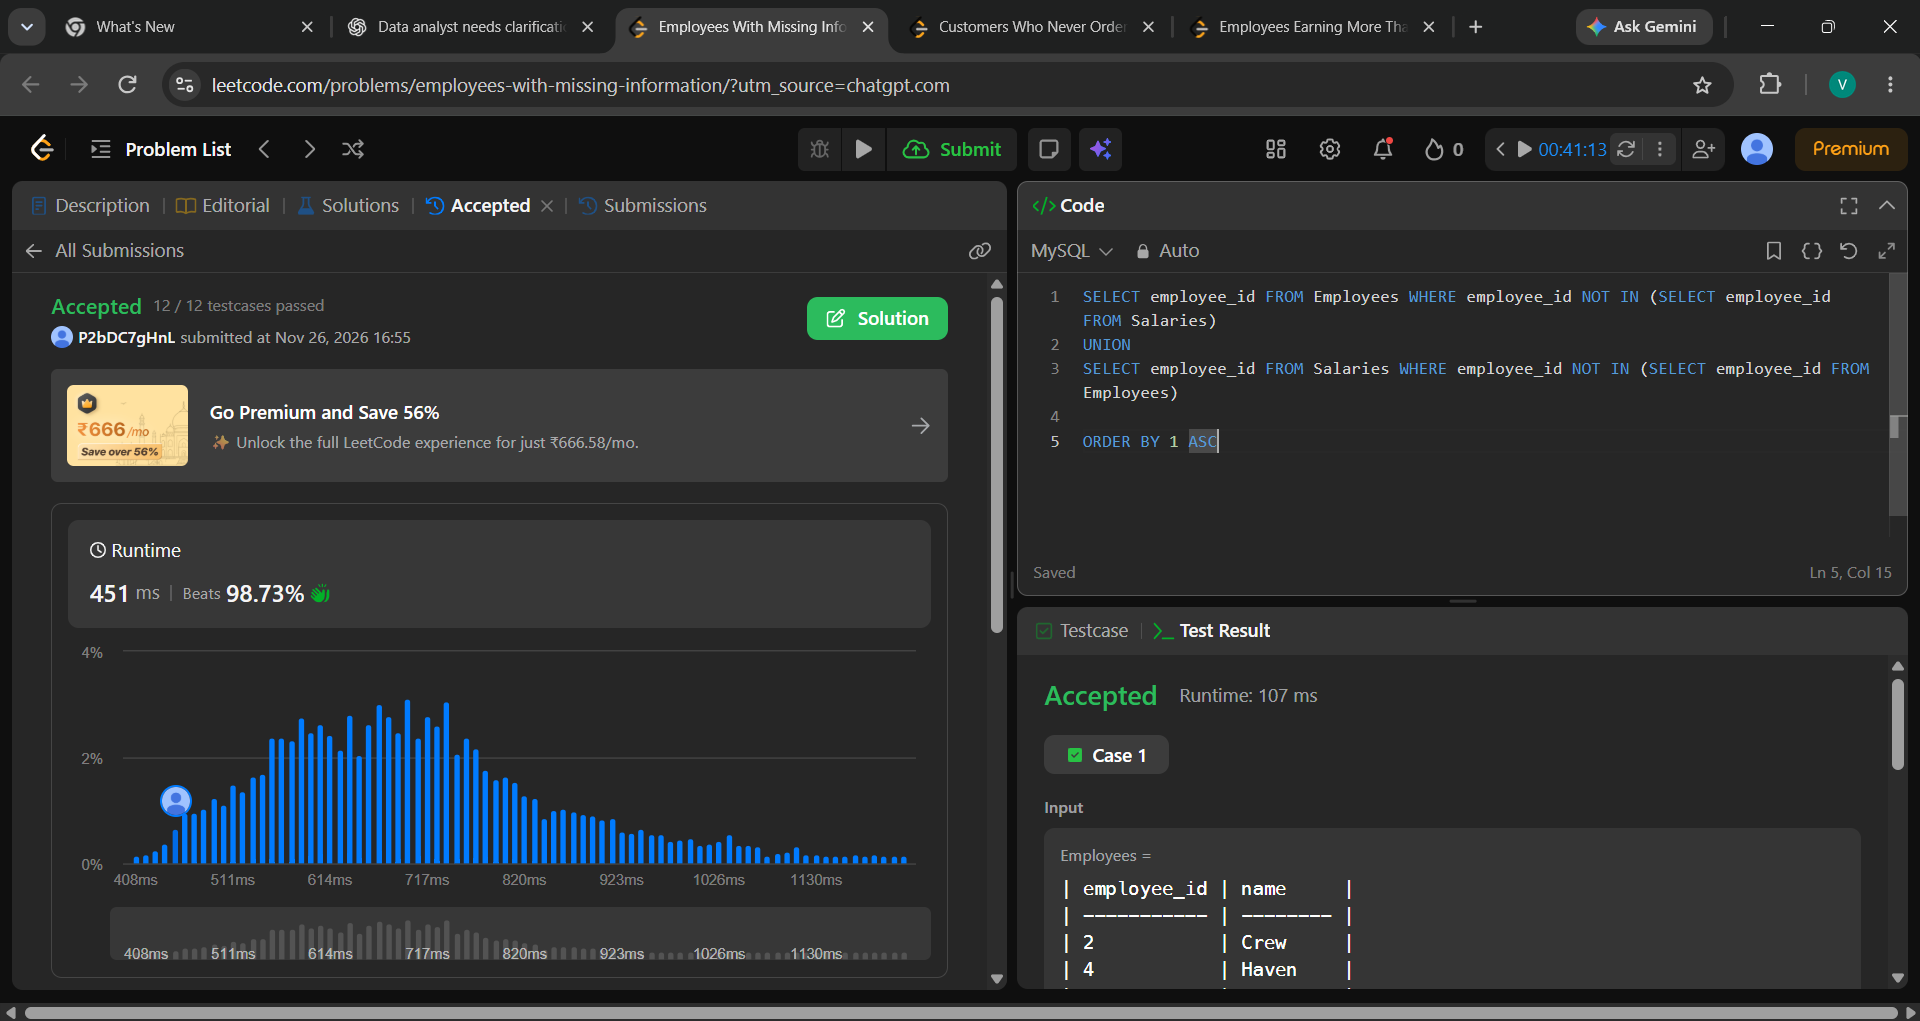 What's New
Data analyst needs clarificati
Employees With Missing Info
Customers Who Never Order
Employees Earning More Tha
Ask Gemini
leetcode.com/problems/employees-with-missing-information/?utm_source=chatgpt.com
V
Problem List
Submit
0
00:41:13
Premium
Description
Editorial
Solutions
Accepted
Submissions
All Submissions
Accepted 12 / 12 testcases passed
P2bDC7gHnL submitted at Nov 26, 2026 16:55
Solution
₹666/mo
Save over 56%
Go Premium and Save 56%
✨ Unlock the full LeetCode experience for just ₹666.58/mo.
Runtime
451 ms | Beats 98.73%
4%
2%
0%
408ms 511ms 614ms 717ms 820ms 923ms 1026ms 1130ms
408ms 511ms 614ms 717ms 820ms 923ms 1026ms 1130ms
</> Code
MySQL
Auto
1 SELECT employee_id FROM Employees WHERE employee_id NOT IN (SELECT employee_id
FROM Salaries)
2 UNION
3 SELECT employee_id FROM Salaries WHERE employee_id NOT IN (SELECT employee_id FROM
Employees)
4
5 ORDER BY 1 ASC
Saved
Ln 5, Col 15
Testcase
Test Result
Accepted Runtime: 107 ms
Case 1
Input
Employees =
| employee_id | name |
| ----------- | -------- |
| 2 | Crew |
| 4 | Haven |